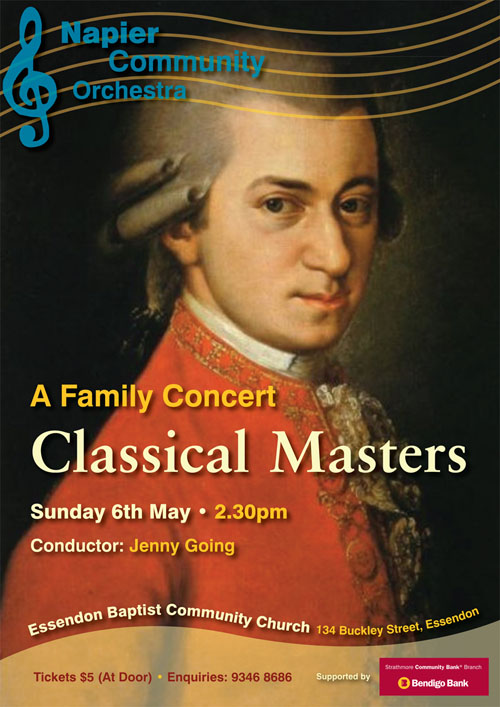 Napier
Community
Orchestra
A Family Concert
Classical Masters
Sunday 6th May • 2.30pm
Conductor: Jenny Going
Essendon Baptist Community Church 134 Buckley Street, Essendon
Tickets $5 (At Door) • Enquiries: 9346 8686
Supported by
Strathmore Community Bank® Branch
Bendigo Bank